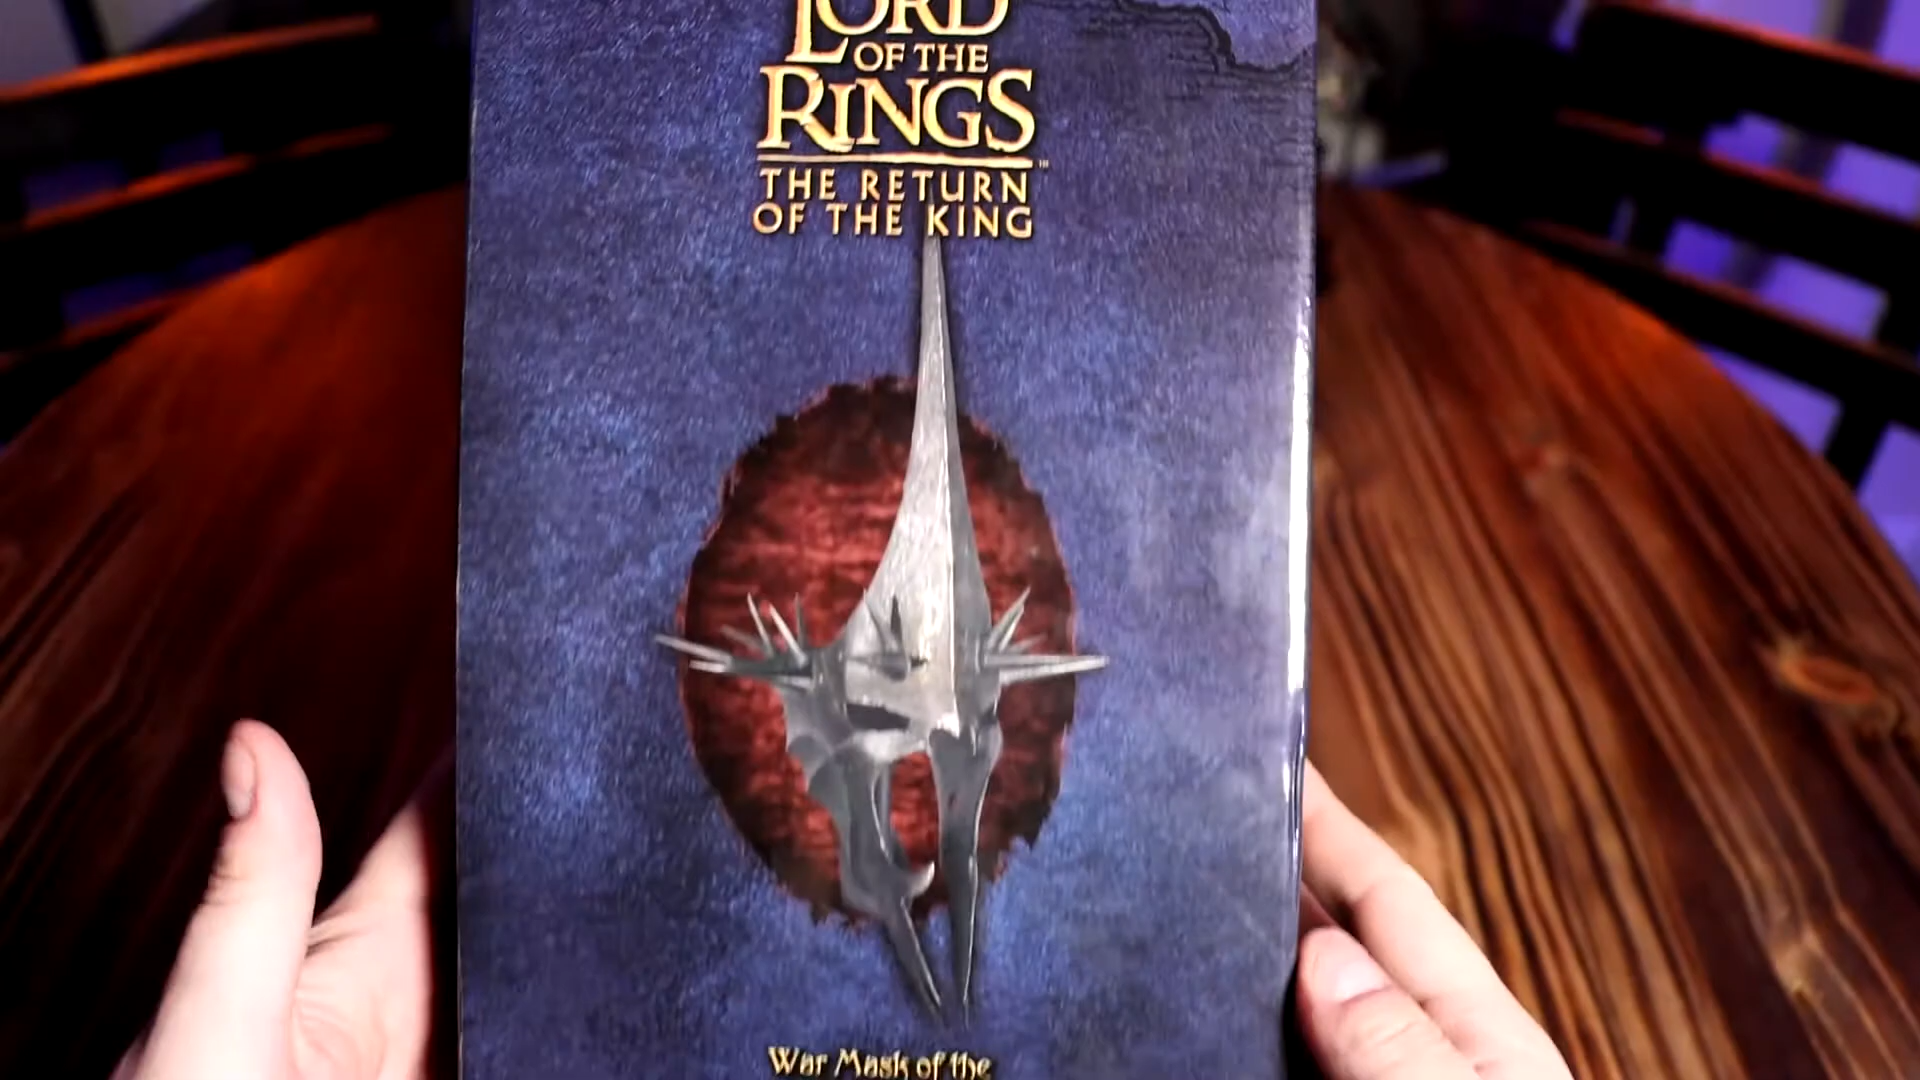 LORD
OF THE
RINGS
THE RETURN
OF THE KING
War Mask of the